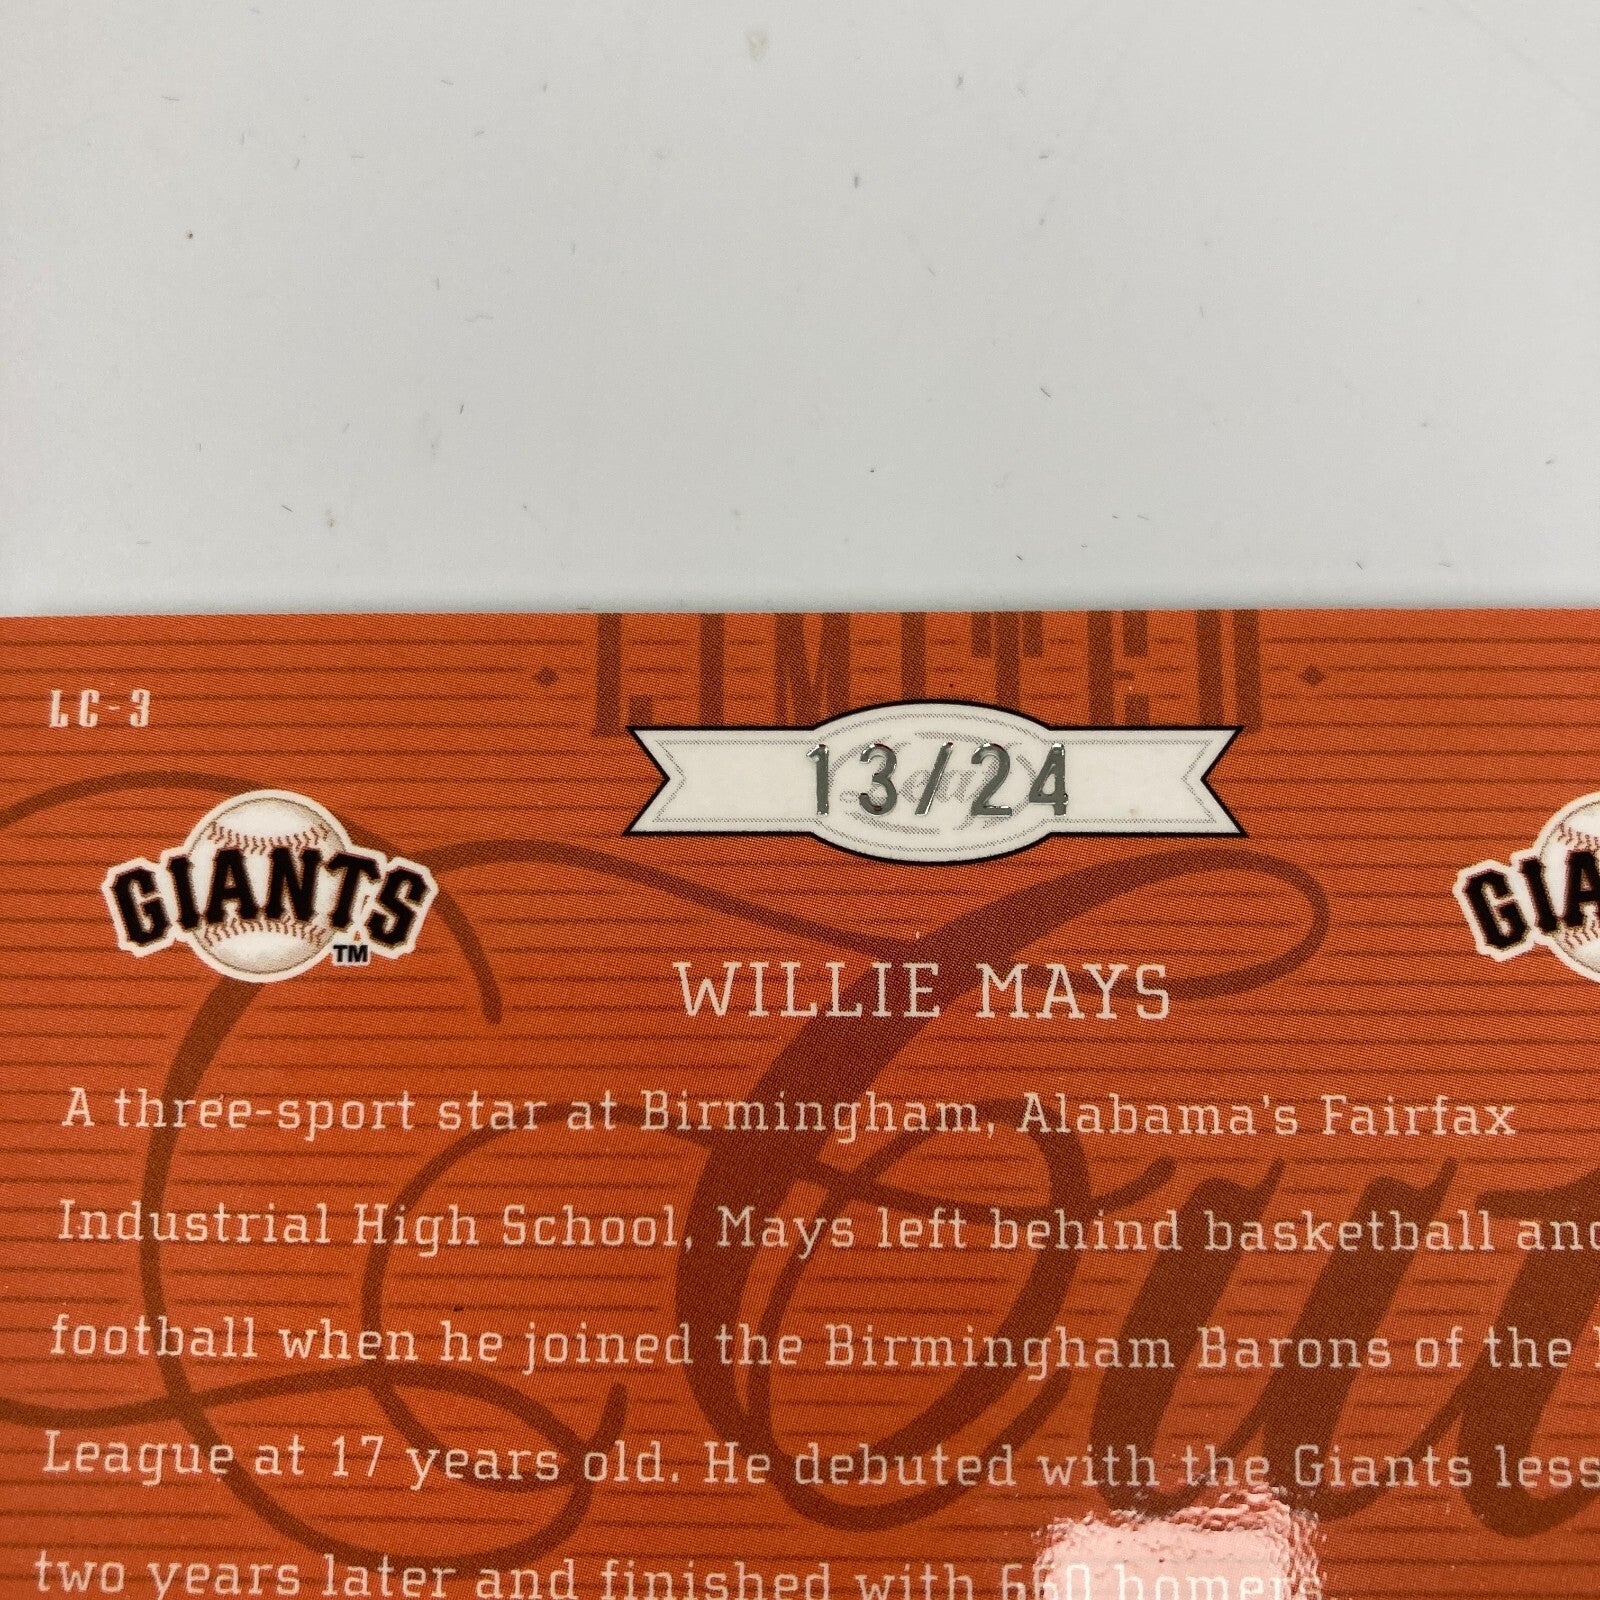 LIMITED
LC-3
13/24
GIANTS
TM
WILLIE MAYS
A three-sport star at Birmingham, Alabama's Fairfax
Industrial High School, Mays left behind basketball and
football when he joined the Birmingham Barons of the
League at 17 years old. He debuted with the Giants less
two years later and finished with 660 homers